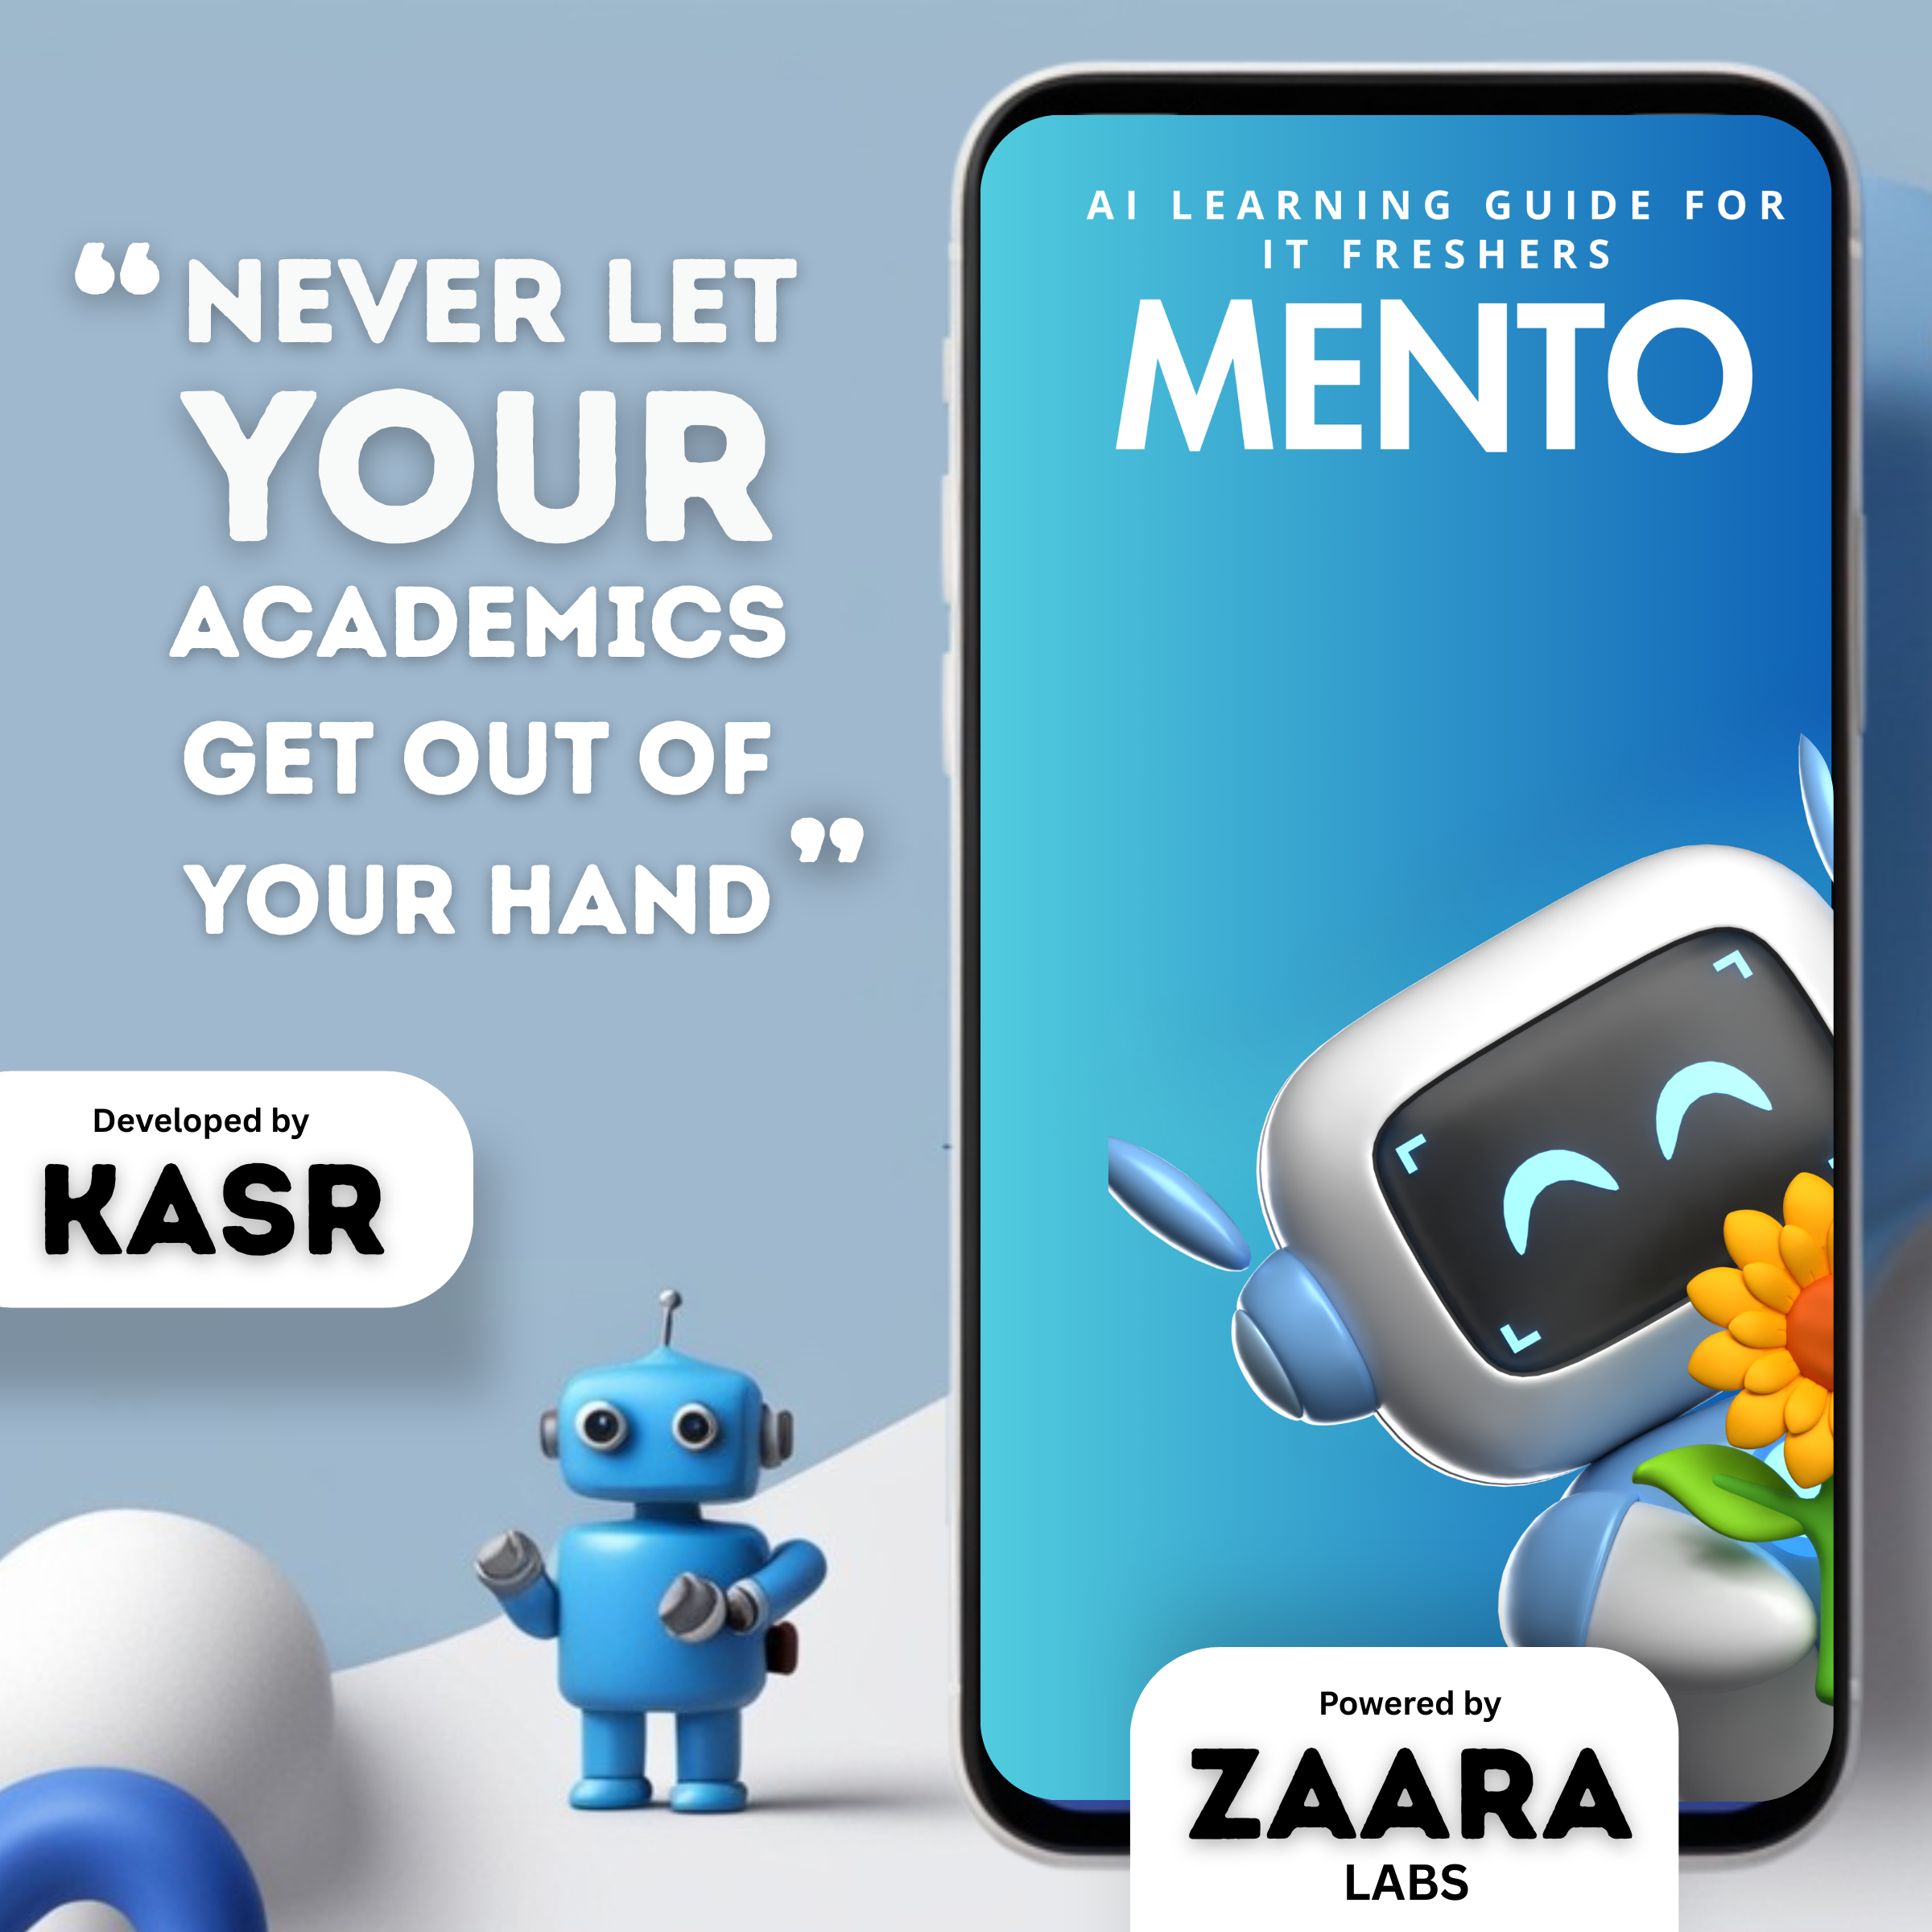 “NEVER LET
YOUR
ACADEMICS
GET OUT OF
YOUR HAND”
Developed by
KASR
AI LEARNING GUIDE FOR
IT FRESHERS
MENTO
Powered by
ZAARA
LABS